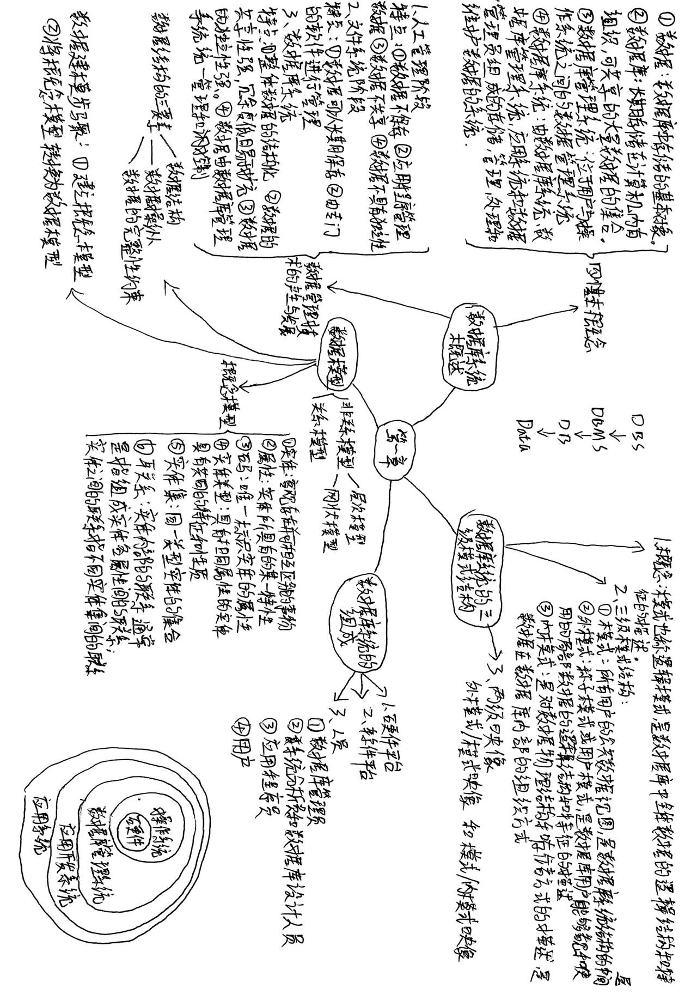 ①数据：数据库中存储的基本对象。
②数据库：长期储存在计算机内有
组织，可共享的大量数据的集合。
③数据库管理系统：位于用户与操
作系统之间的数据管理系统
④数据库系统：由数据库系统、数
据库管理系统，应用系统和数据
管理员组成的存储，管理，处理和
维护数据的系统.
四个基本概念
1.人工管理阶段
特点：①数据不保存 ②应用程序管理
数据 ③数据不共享 ④数据不具有独立性
2、文件系统阶段
特点：①数据可以长期保存 ②由专门
的软件进行管理
3、数据库系统
特点：①整体数据的结构化 ②数据的
共享性强，冗余自低且易扩充 ③数据
的独立性强。④数据由数据库管理
系统统一管理和控制
数据管理技
术的产生与发展
数据库系统
概述
数据结构的三要素
数据结构
数据操纵
数据的完整性约束
数据建模步骤：①建立概念模型
②将概念模型转换为数据模型
数据模型
概念模型
非关系模型
层次模型
网状模型
关系模型
①实体：客观存在并可相互区别的事物
②属性：实体所具有的某一特性
③码：唯一标识实体的属性
④实体类型：具有相同属性的实体
具有共同的特征和性质
⑤实体集：同一类型实体的集合
⑥联系：实体内部的联系通常
是指组成实体各属性间的联系；
实体之间的联系指不同实体集间的联系
第一章
DBS
DBMS
DB
Data
数据库系统的三
级模式结构
1.概念：模式也称逻辑模式，是数据库中全体数据的逻辑结构和特
征的描述。
2、三级模式结构：
①模式：所有用户的公共数据视图，是数据库系统结构的中间
层
②外模式：称子模式或用户模式，是数据库用户能够看见和使
用的局部数据的逻辑结构和特征的描述
③内模式：是对数据物理结构和存储方式的描述，是
数据在数据库内部的组织方式
3、两级映像
外模式/模式映像 和 模式/内模式映像
数据库系统的
组成
1、硬件平台
2、软件平台
3、人员
①数据库管理员
②系统分析员和数据库设计人员
③应用程序员
④用户
硬件
操作系统
数据库管理系统
应用开发系统
应用系统